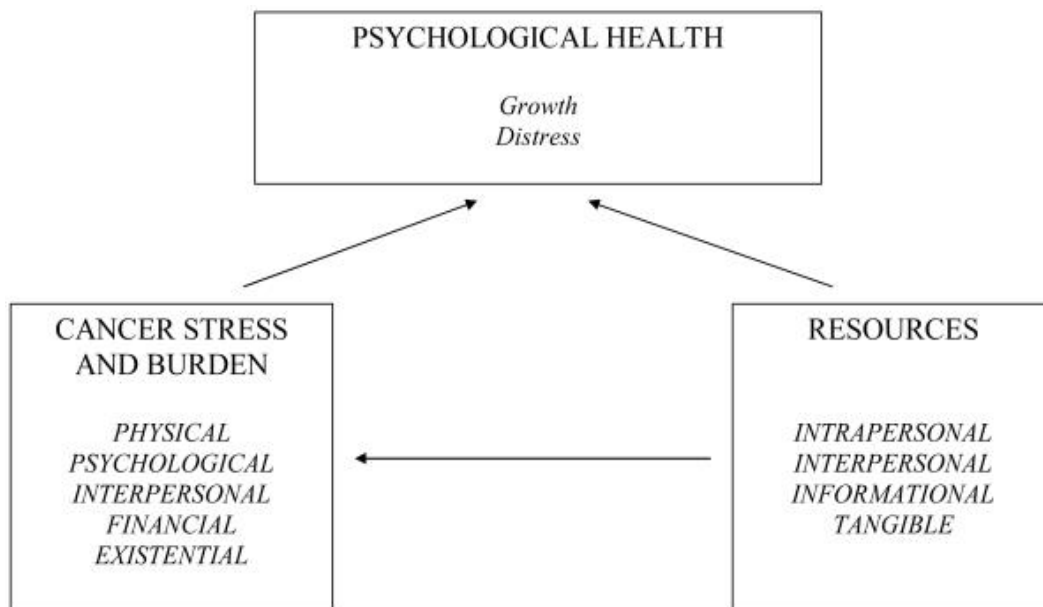 PSYCHOLOGICAL HEALTH
Growth
Distress
CANCER STRESS
AND BURDEN
PHYSICAL
PSYCHOLOGICAL
INTERPERSONAL
FINANCIAL
EXISTENTIAL
RESOURCES
INTRAPERSONAL
INTERPERSONAL
INFORMATIONAL
TANGIBLE